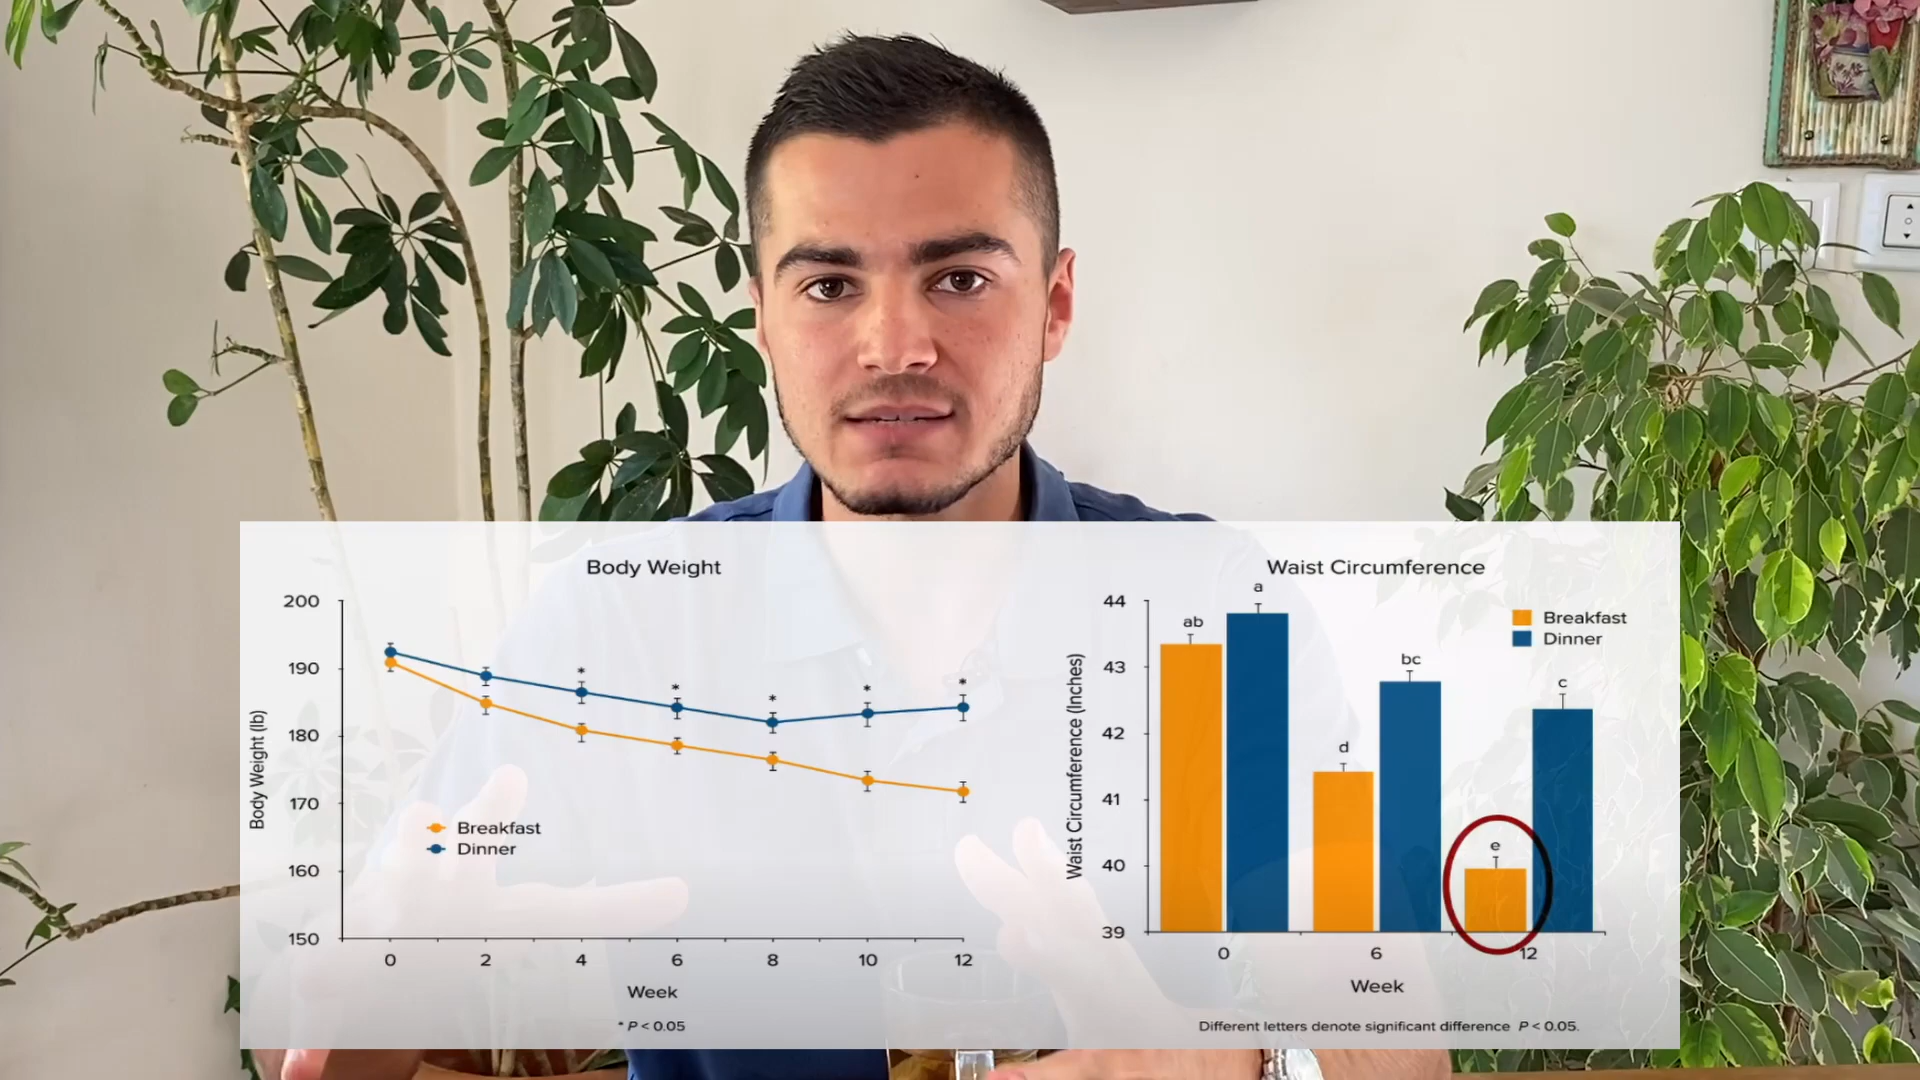 Body Weight
200
190
180
170
160
150
Body Weight (lb)
* * * * *
Breakfast
Dinner
0 2 4 6 8 10 12
Week
* P < 0.05
Waist Circumference
44
43
42
41
40
39
Waist Circumference (Inches)
ab a
d bc
e c
Breakfast
Dinner
0 6 12
Week
Different letters denote significant difference P < 0.05.